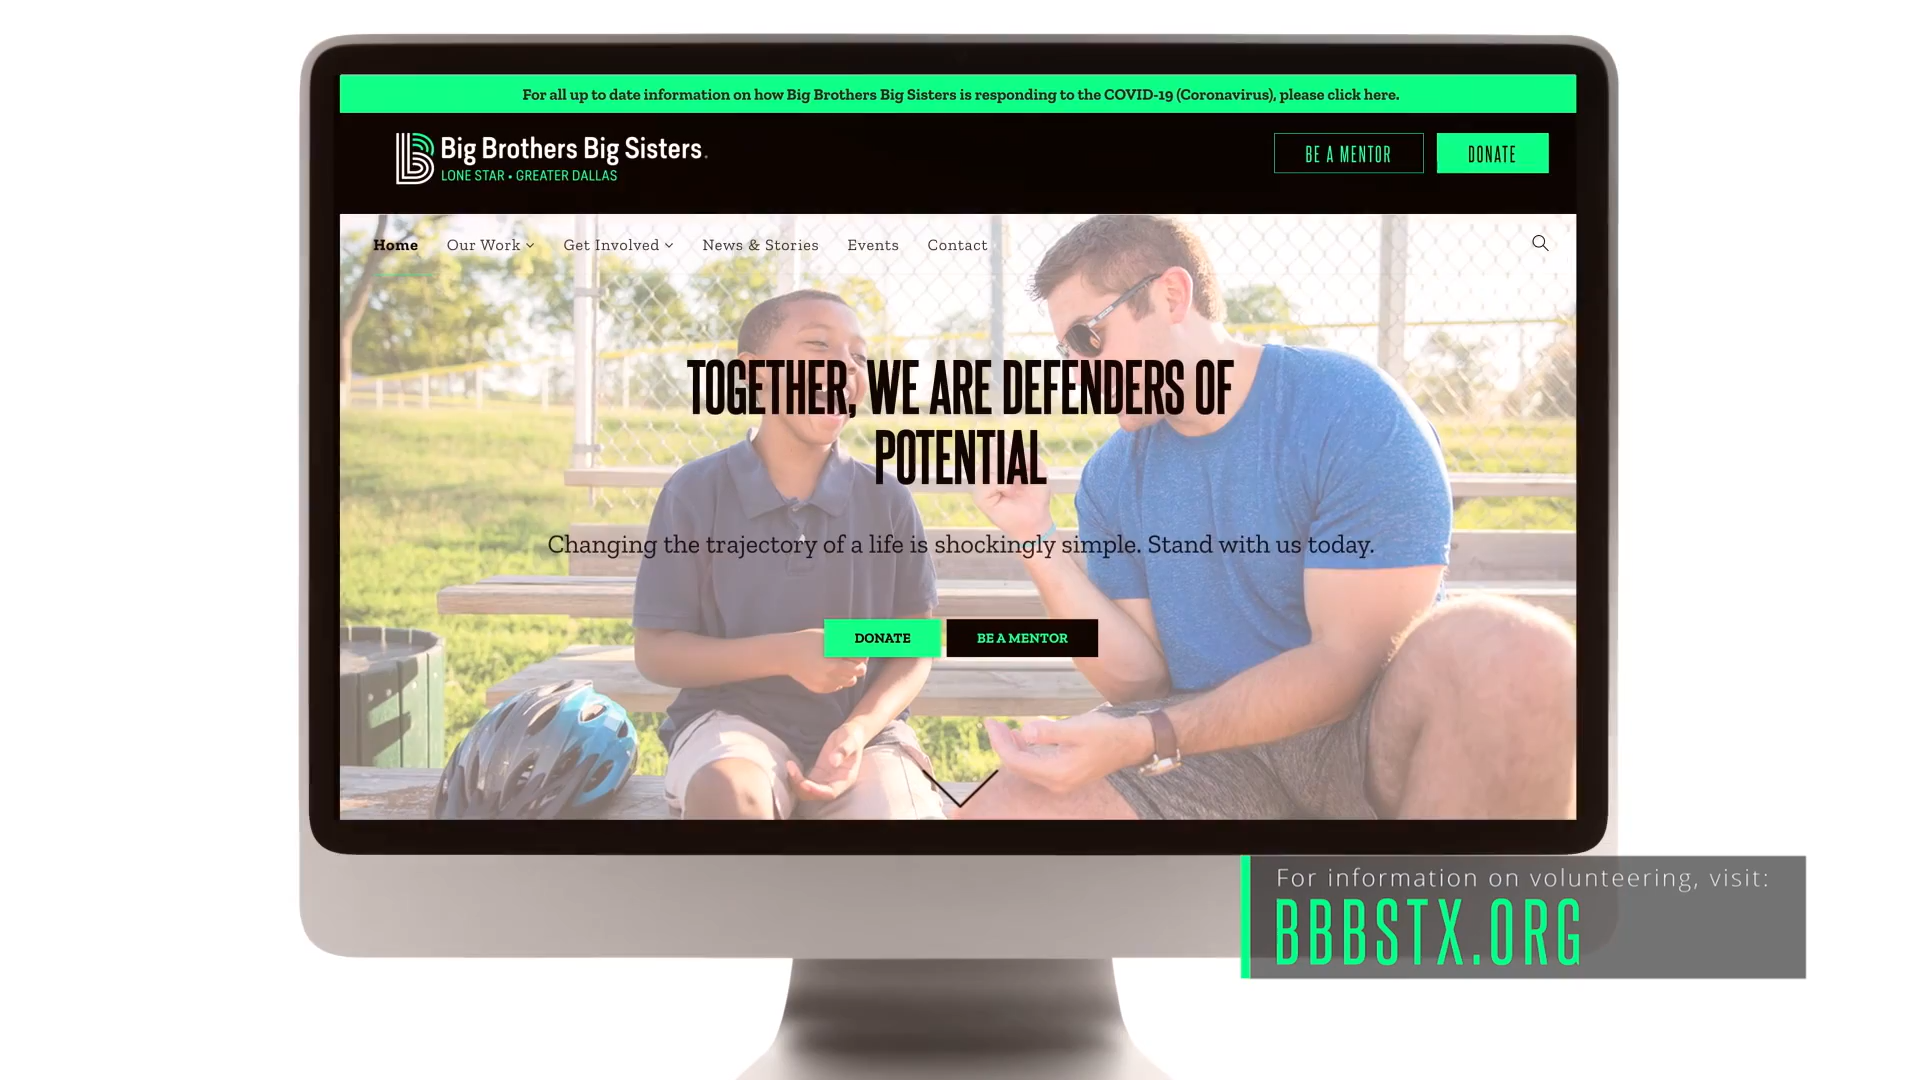 For all up to date information on how Big Brothers Big Sisters is responding to the COVID-19 (Coronavirus), please click here.
Big Brothers Big Sisters.
LONE STAR • GREATER DALLAS
BE A MENTOR
DONATE
Home
Our Work
Get Involved
News & Stories
Events
Contact
TOGETHER, WE ARE DEFENDERS OF
POTENTIAL
Changing the trajectory of a life is shockingly simple. Stand with us today.
DONATE
BE A MENTOR
For information on volunteering, visit:
BBBSTX.ORG